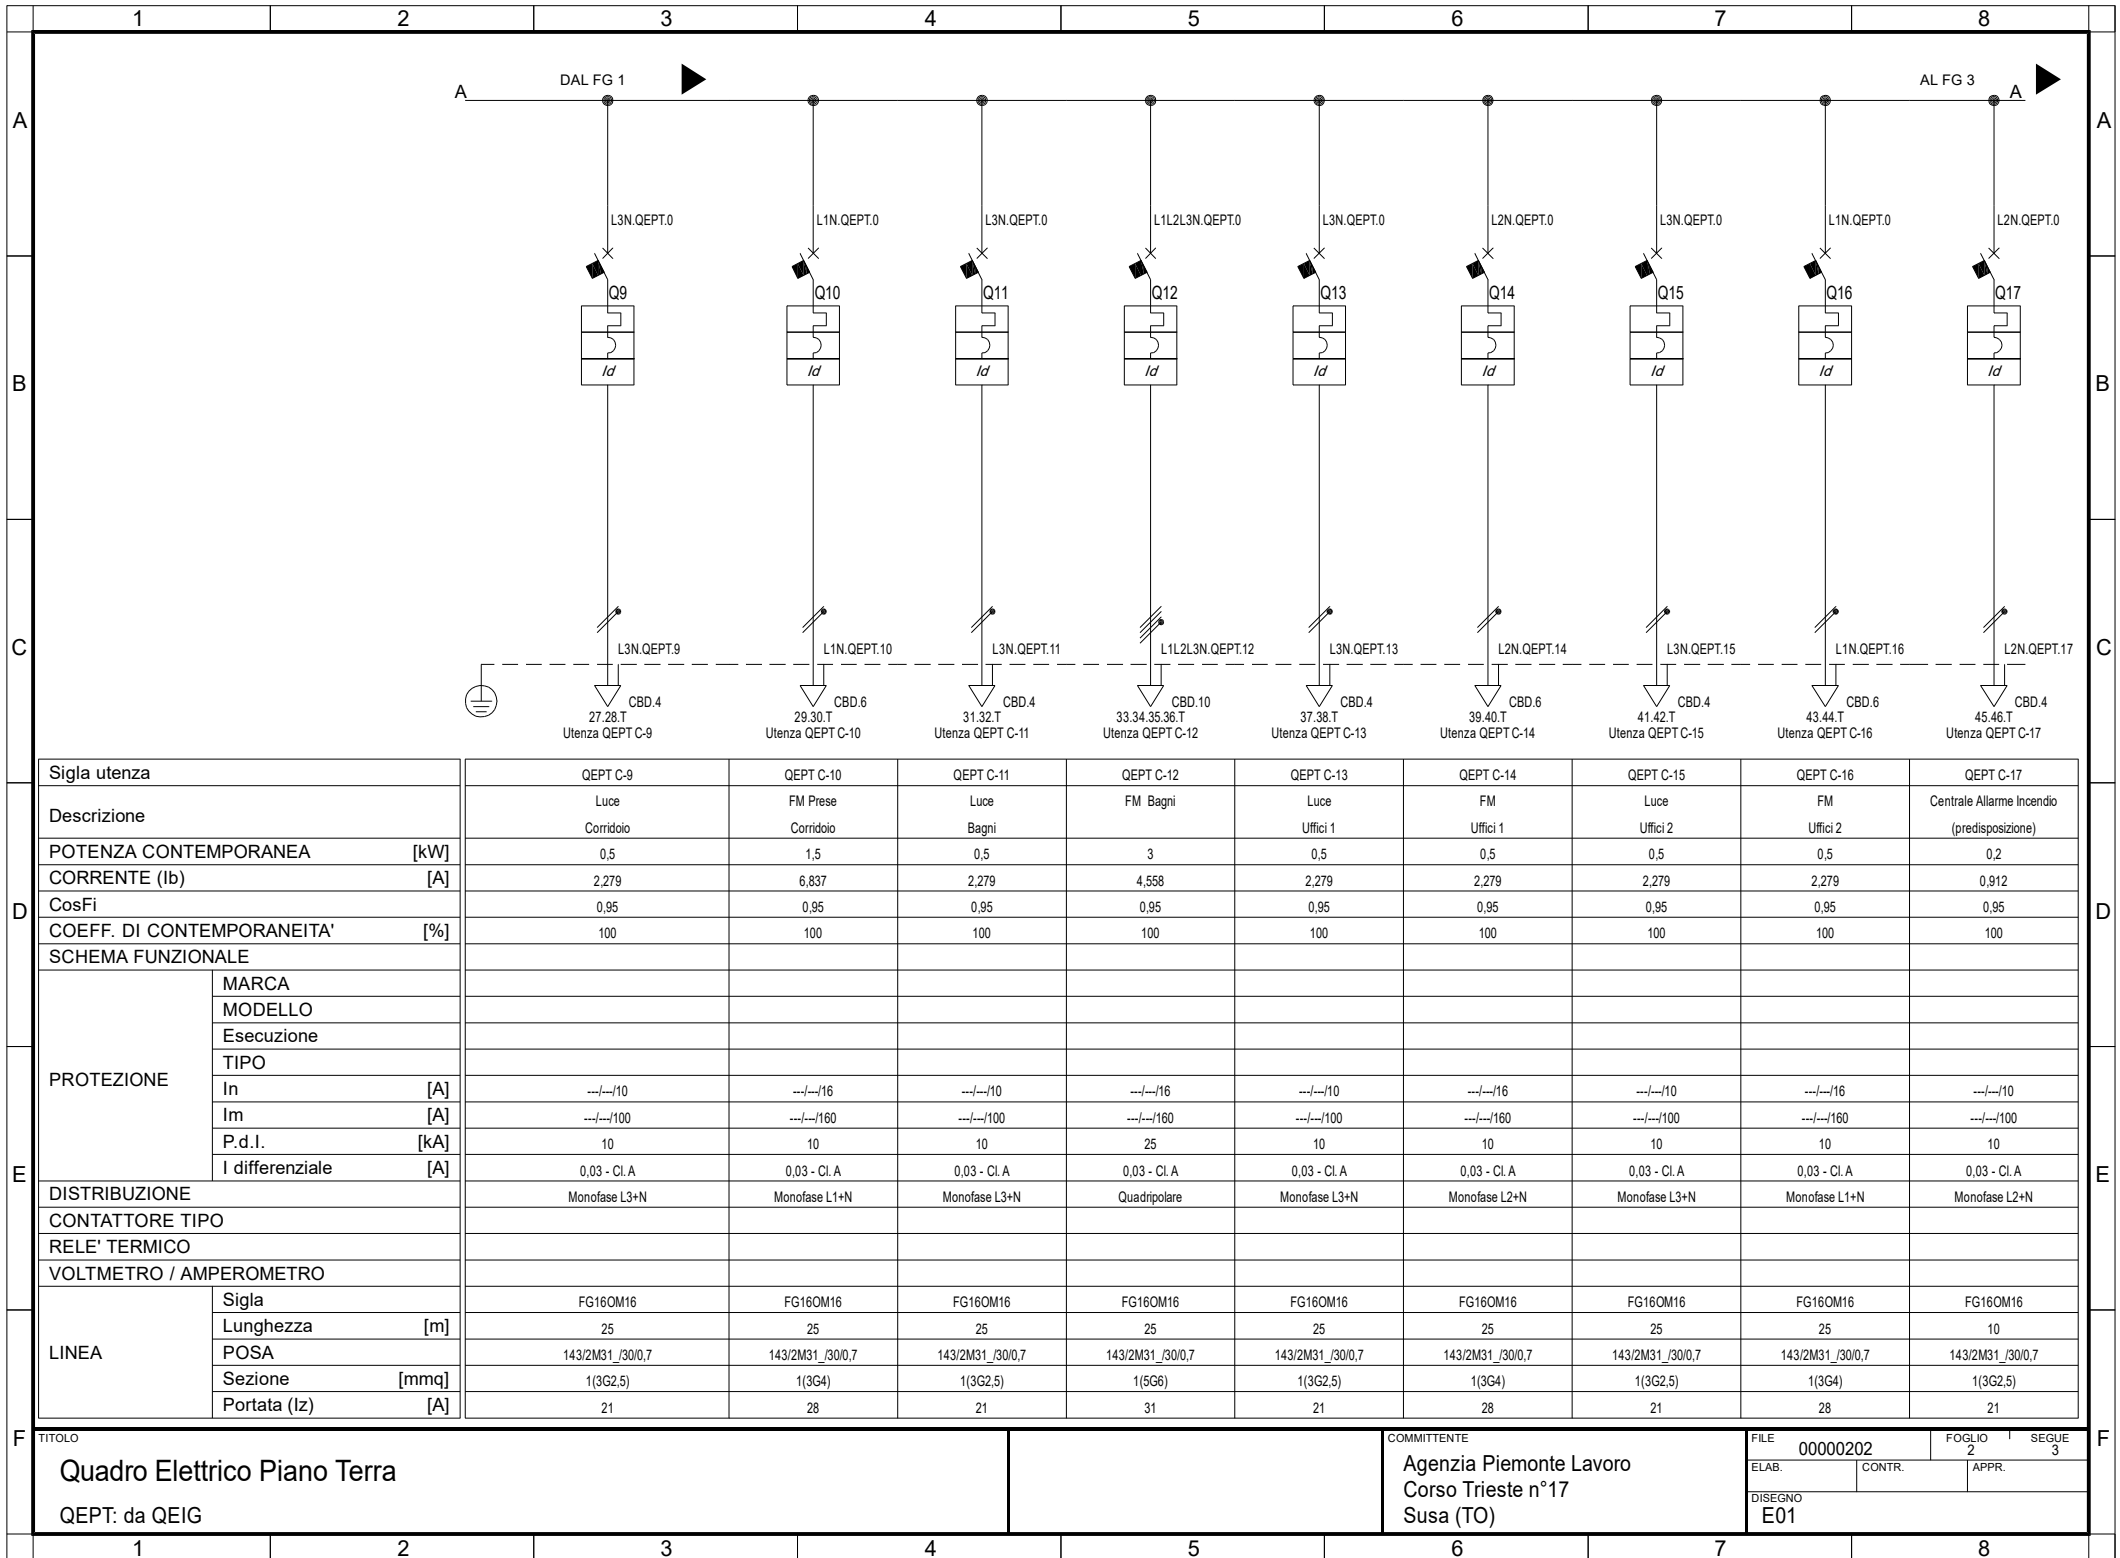 1 2 3 4 5 6 7 8
DAL FG 1
AL FG 3
A A
A A
L3N.QEPT.0 L1N.QEPT.0 L3N.QEPT.0 L1L2L3N.QEPT.0 L3N.QEPT.0 L2N.QEPT.0 L3N.QEPT.0 L1N.QEPT.0 L2N.QEPT.0
Q9 Q10 Q11 Q12 Q13 Q14 Q15 Q16 Q17
Id Id Id Id Id Id Id Id Id
B B
C C
L3N.QEPT.9 L1N.QEPT.10 L3N.QEPT.11 L1L2L3N.QEPT.12 L3N.QEPT.13 L2N.QEPT.14 L3N.QEPT.15 L1N.QEPT.16 L2N.QEPT.17
CBD.4 CBD.6 CBD.4 CBD.10 CBD.4 CBD.6 CBD.4 CBD.6 CBD.4
27.28.T 29.30.T 31.32.T 33.34.35.36.T 37.38.T 39.40.T 41.42.T 43.44.T 45.46.T
Utenza QEPT C-9 Utenza QEPT C-10 Utenza QEPT C-11 Utenza QEPT C-12 Utenza QEPT C-13 Utenza QEPT C-14 Utenza QEPT C-15 Utenza QEPT C-16 Utenza QEPT C-17
Sigla utenza QEPT C-9 QEPT C-10 QEPT C-11 QEPT C-12 QEPT C-13 QEPT C-14 QEPT C-15 QEPT C-16 QEPT C-17
Descrizione
Luce FM Prese Luce FM Bagni Luce FM Luce FM Centrale Allarme Incendio
Corridoio Corridoio Bagni Uffici 1 Uffici 1 Uffici 2 Uffici 2 (predisposizione)
POTENZA CONTEMPORANEA [kW] 0,5 1,5 0,5 3 0,5 0,5 0,5 0,5 0,2
CORRENTE (Ib) [A] 2,279 6,837 2,279 4,558 2,279 2,279 2,279 2,279 0,912
D D
CosFi 0,95 0,95 0,95 0,95 0,95 0,95 0,95 0,95 0,95
COEFF. DI CONTEMPORANEITA' [%] 100 100 100 100 100 100 100 100 100
SCHEMA FUNZIONALE
PROTEZIONE
MARCA
MODELLO
Esecuzione
TIPO
In [A] ---/---/10 ---/---/16 ---/---/10 ---/---/16 ---/---/10 ---/---/16 ---/---/10 ---/---/16 ---/---/10
Im [A] ---/---/100 ---/---/160 ---/---/100 ---/---/160 ---/---/100 ---/---/160 ---/---/100 ---/---/160 ---/---/100
P.d.I. [kA] 10 10 10 25 10 10 10 10 10
E E
I differenziale [A] 0,03 - Cl. A 0,03 - Cl. A 0,03 - Cl. A 0,03 - Cl. A 0,03 - Cl. A 0,03 - Cl. A 0,03 - Cl. A 0,03 - Cl. A 0,03 - Cl. A
DISTRIBUZIONE Monofase L3+N Monofase L1+N Monofase L3+N Quadripolare Monofase L3+N Monofase L2+N Monofase L3+N Monofase L1+N Monofase L2+N
CONTATTORE TIPO
RELE' TERMICO
VOLTMETRO / AMPEROMETRO
LINEA
Sigla FG16OM16 FG16OM16 FG16OM16 FG16OM16 FG16OM16 FG16OM16 FG16OM16 FG16OM16 FG16OM16
Lunghezza [m] 25 25 25 25 25 25 25 25 10
POSA 143/2M31_/30/0,7 143/2M31_/30/0,7 143/2M31_/30/0,7 143/2M31_/30/0,7 143/2M31_/30/0,7 143/2M31_/30/0,7 143/2M31_/30/0,7 143/2M31_/30/0,7 143/2M31_/30/0,7
Sezione [mmq] 1(3G2,5) 1(3G4) 1(3G2,5) 1(5G6) 1(3G2,5) 1(3G4) 1(3G2,5) 1(3G4) 1(3G2,5)
Portata (Iz) [A] 21 28 21 31 21 28 21 28 21
F F
TITOLO
Quadro Elettrico Piano Terra
QEPT: da QEIG
COMMITTENTE
Agenzia Piemonte Lavoro
Corso Trieste n°17
Susa (TO)
FILE
00000202
FOGLIO
2
SEGUE
3
ELAB. CONTR. APPR.
DISEGNO
E01
1 2 3 4 5 6 7 8